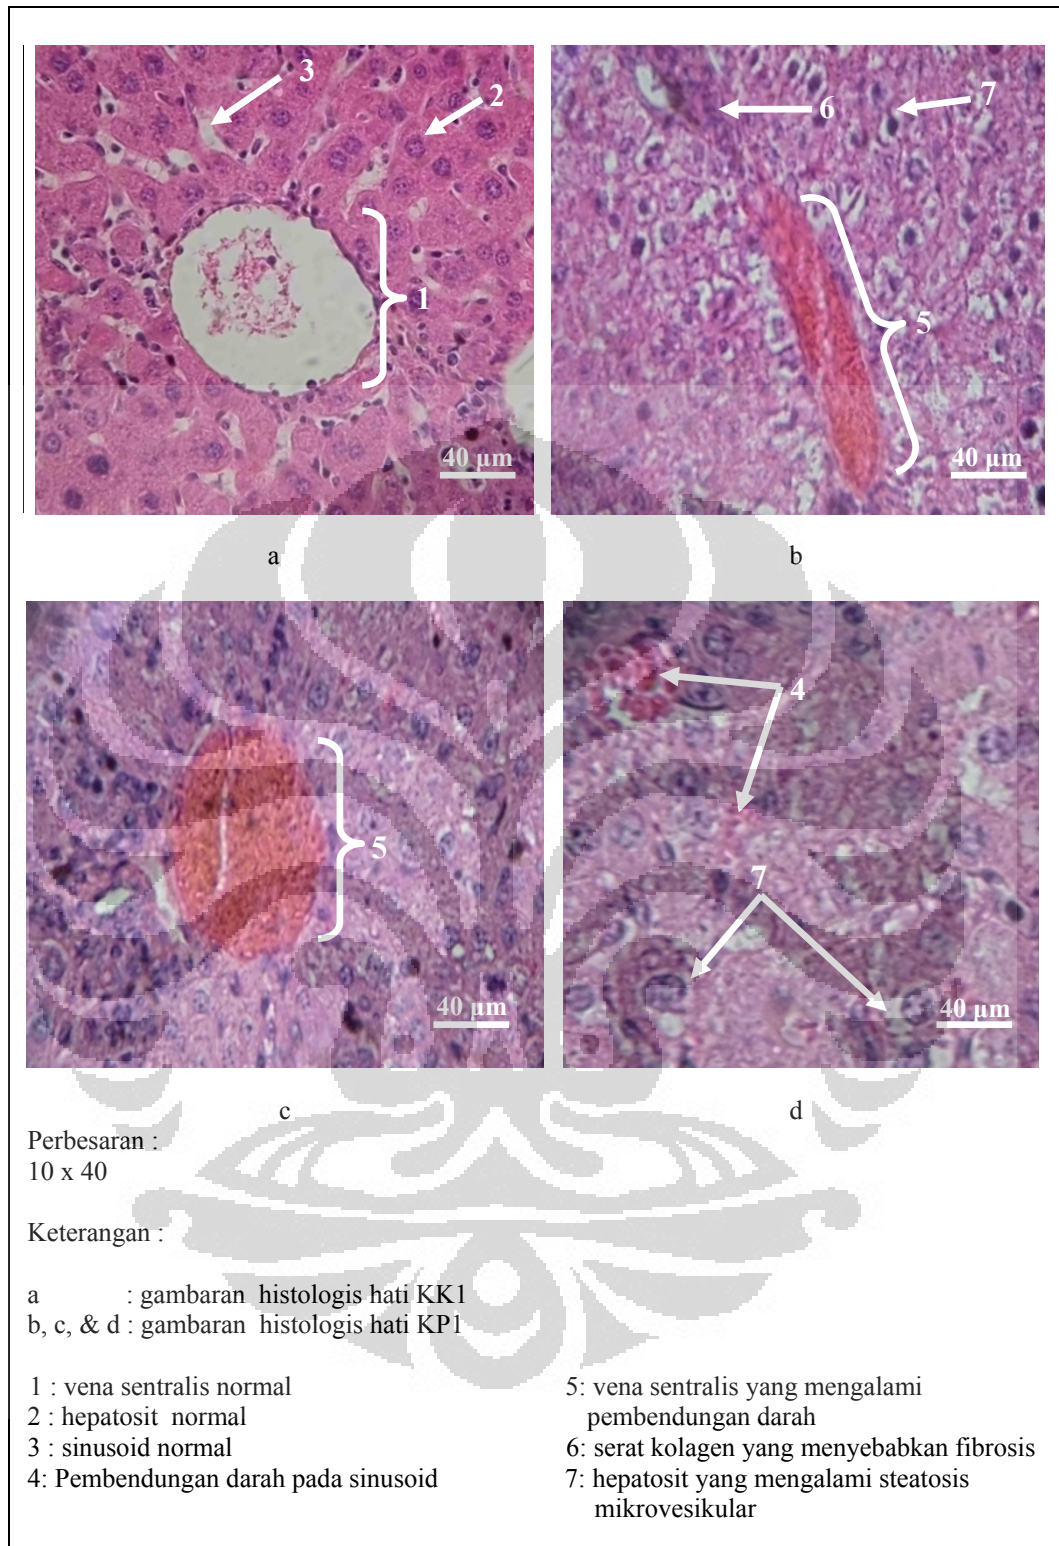 3
2
1
40 µm
6
7
5
40 µm
a
b
5
40 µm
4
7
40 µm
c
d
Perbesaran :
10 x 40
Keterangan :
a : gambaran histologis hati KK1
b, c, & d : gambaran histologis hati KP1
1 : vena sentralis normal
2 : hepatosit normal
3 : sinusoid normal
4: Pembendungan darah pada sinusoid
5: vena sentralis yang mengalami
pembendungan darah
6: serat kolagen yang menyebabkan fibrosis
7: hepatosit yang mengalami steatosis
mikrovesikular